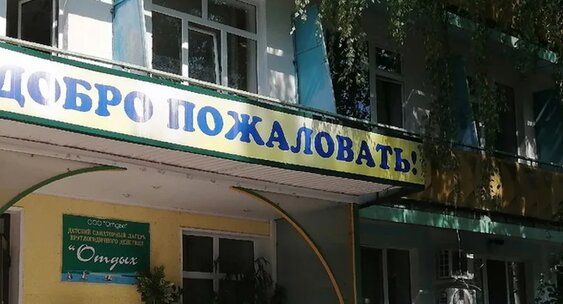 ДОБРО ПОЖАЛОВАТЬ!
ООО "Отдых"
ДЕТСКИЙ САНАТОРНЫЙ ЛАГЕРЬ
КРУГЛОГОДИЧНОГО ДЕЙСТВИЯ
"Отдых